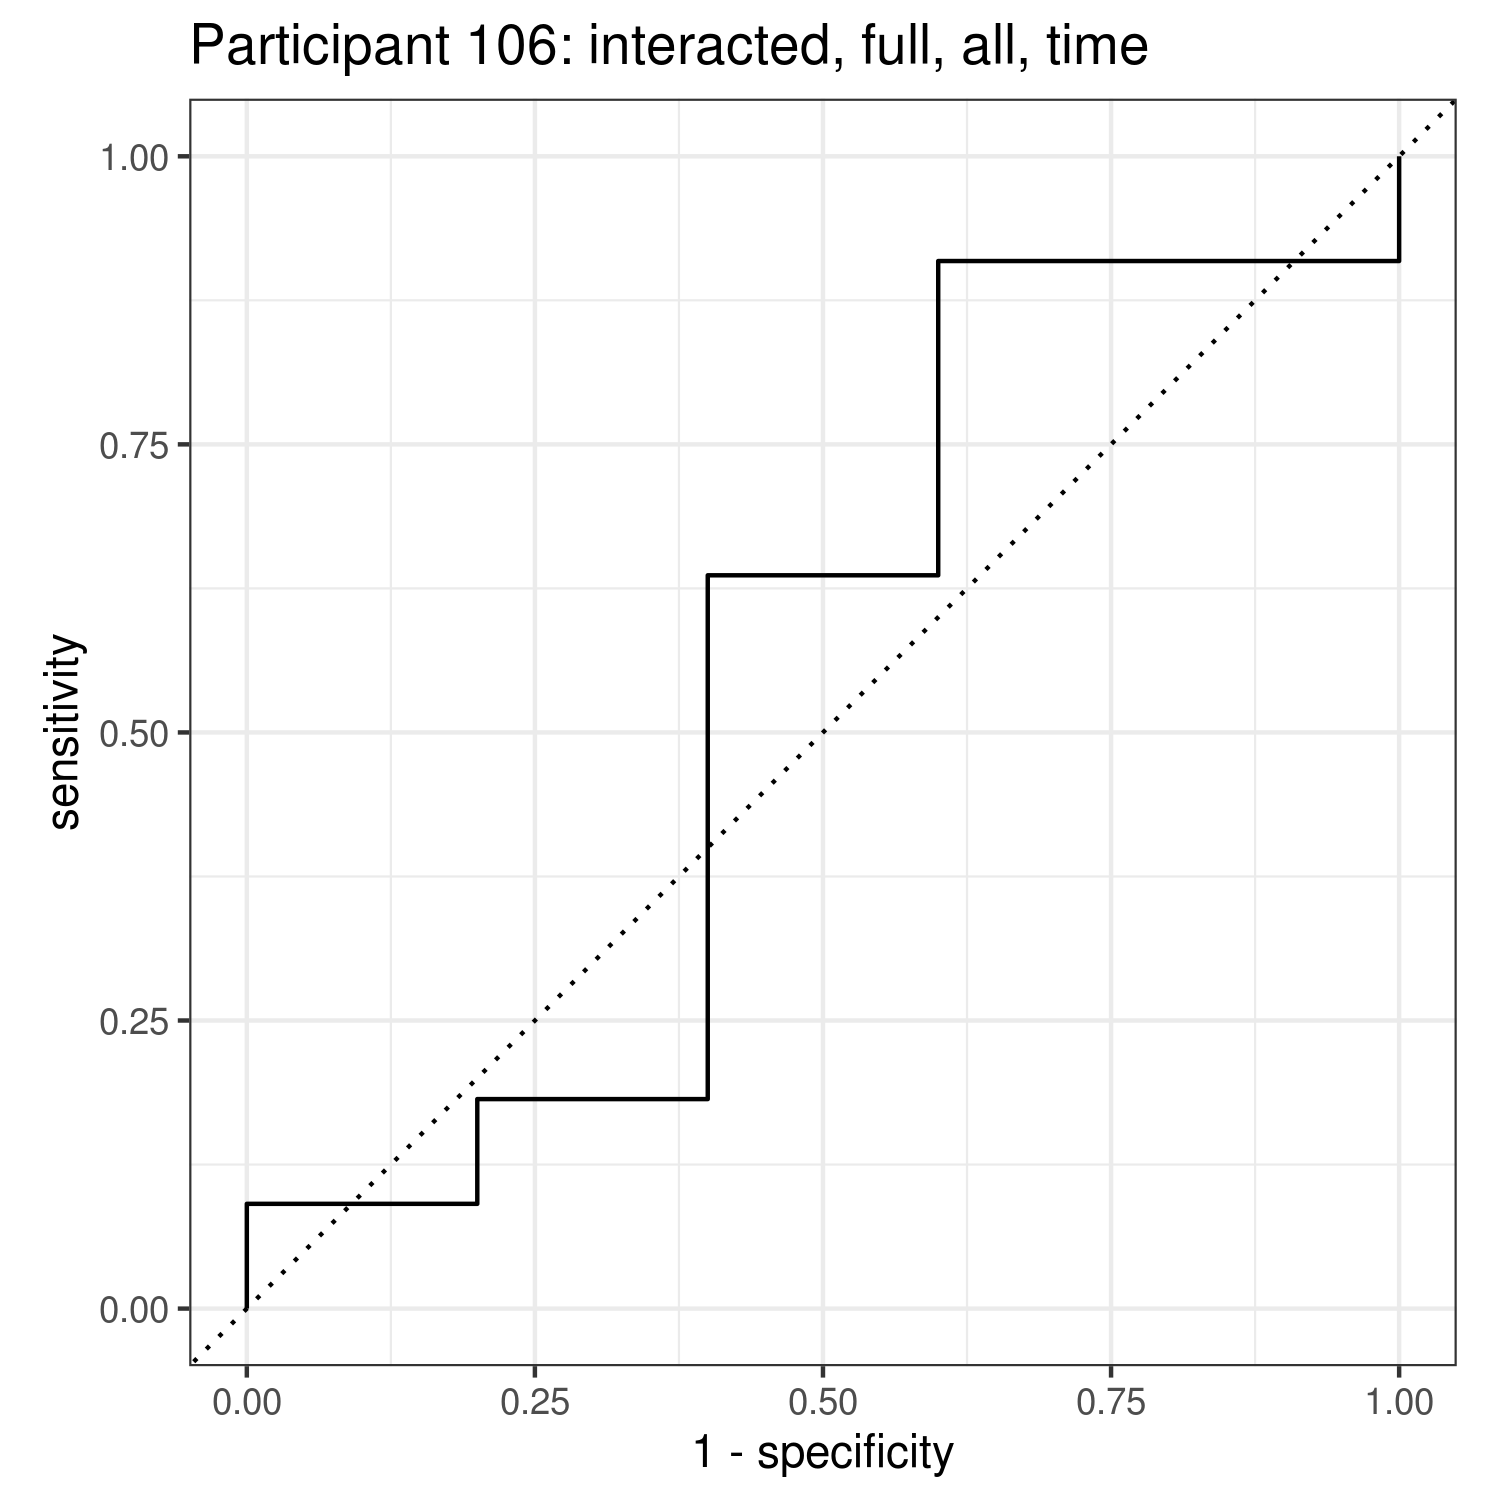 Participant 106: interacted, full, all, time
1.00
0.75
0.50
0.25
0.00
sensitivity
0.00 0.25 0.50 0.75 1.00
1 - specificity